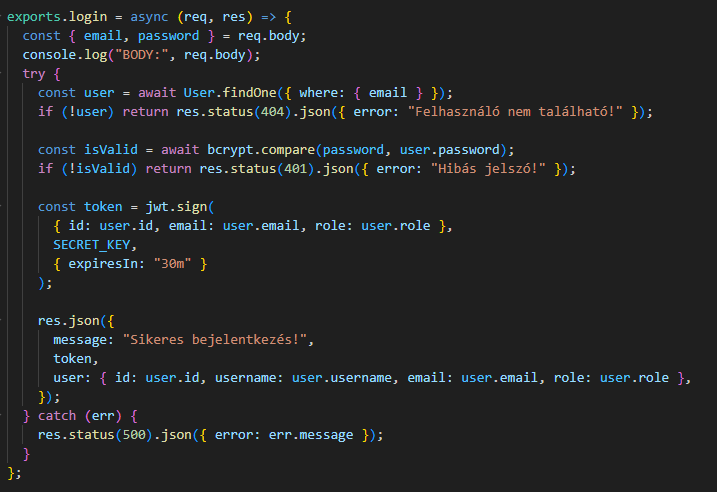 exports.login = async (req, res) => {
  const { email, password } = req.body;
  console.log("BODY:", req.body);
  try {
    const user = await User.findOne({ where: { email } });
    if (!user) return res.status(404).json({ error: "Felhasználó nem található!" });

    const isValid = await bcrypt.compare(password, user.password);
    if (!isValid) return res.status(401).json({ error: "Hibás jelszó!" });

    const token = jwt.sign(
      { id: user.id, email: user.email, role: user.role },
      SECRET_KEY,
      { expiresIn: "30m" }
    );

    res.json({
      message: "Sikeres bejelentkezés!",
      token,
      user: { id: user.id, username: user.username, email: user.email, role: user.role },
    });
  } catch (err) {
    res.status(500).json({ error: err.message });
  }
};